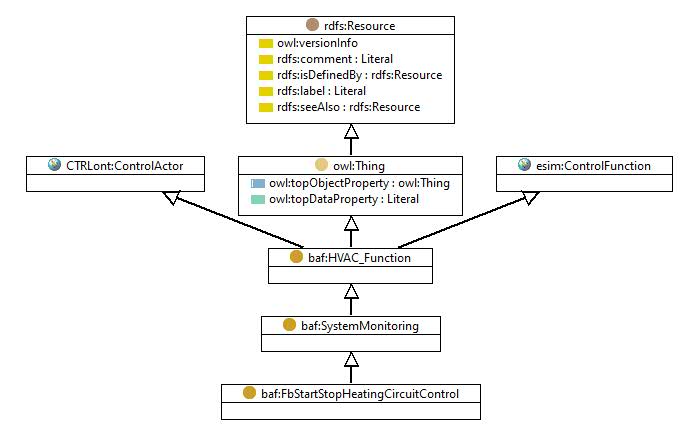 rdfs:Resource
owl:versionInfo
rdfs:comment : Literal
rdfs:isDefinedBy : rdfs:Resource
rdfs:label : Literal
rdfs:seeAlso : rdfs:Resource
CTRLont:ControlActor
owl:Thing
owl:topObjectProperty : owl:Thing
owl:topDataProperty : Literal
esim:ControlFunction
baf:HVAC_Function
baf:SystemMonitoring
baf:FbStartStopHeatingCircuitControl